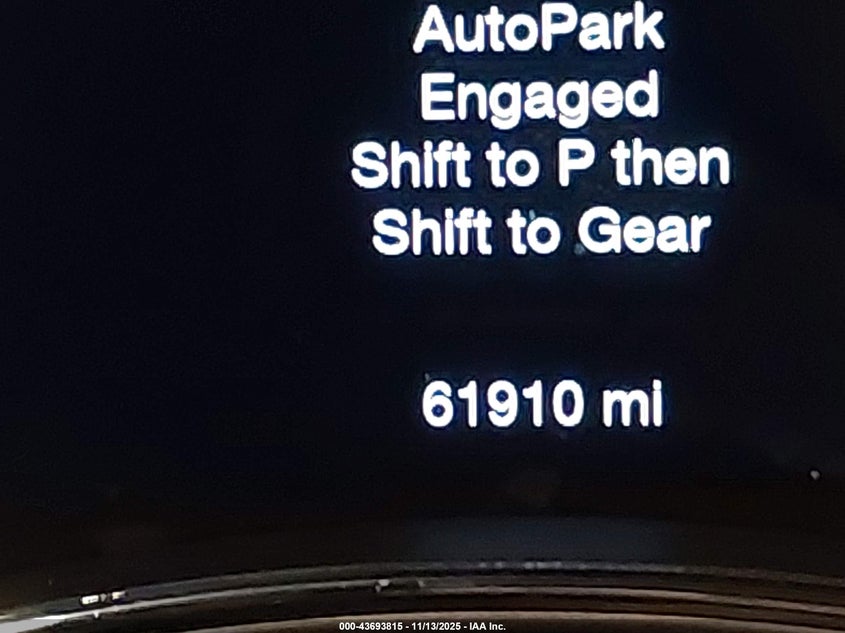 AutoPark
Engaged
Shift to P then
Shift to Gear
61910 mi
000-43693815 - 11/13/2025 - IAA Inc.